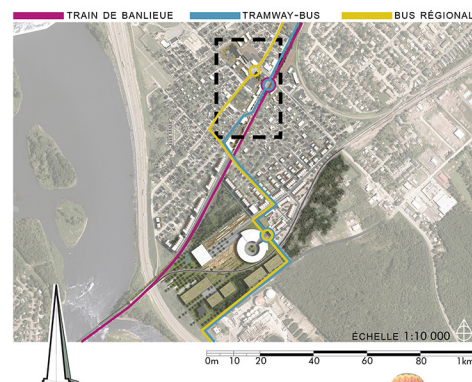 TRAIN DE BANLIEUE TRAMWAY-BUS BUS RÉGIONAL
ÉCHELLE 1:10 000
0m 10 20 40 60 80 1km